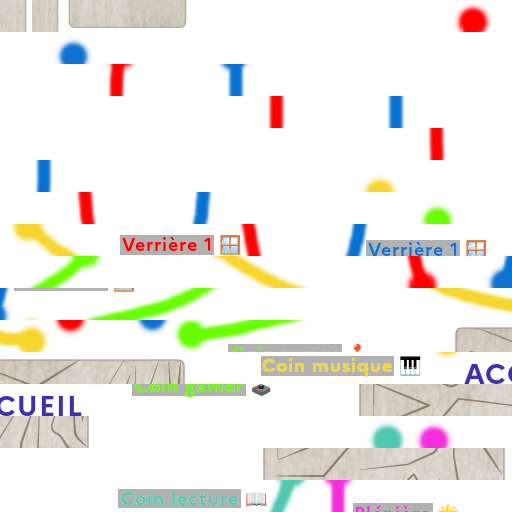 Verrière 1 🪟
Verrière 1 🪟
Coin musique 🎹
ACC
Coin gamer 🕹️
CUEIL
Coin lecture 📖
Plénière 🌟